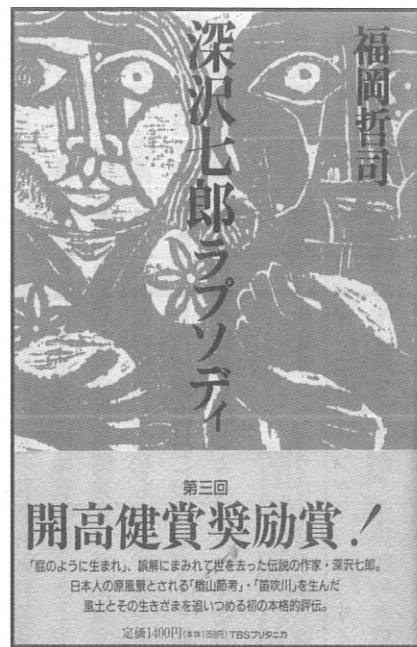 福岡哲司
深沢七郎ラプソディ
第三回
開高健賞奨励賞!
「屁のように生まれ」、誤解にまみれて世を去った伝説の作家・深沢七郎。
日本人の原風景とされる「楢山節考」・「笛吹川」を生んだ
風土とその生きざまを追いつめる初の本格的評伝。
定価1400円(本体1359円) TBSブリタニカ